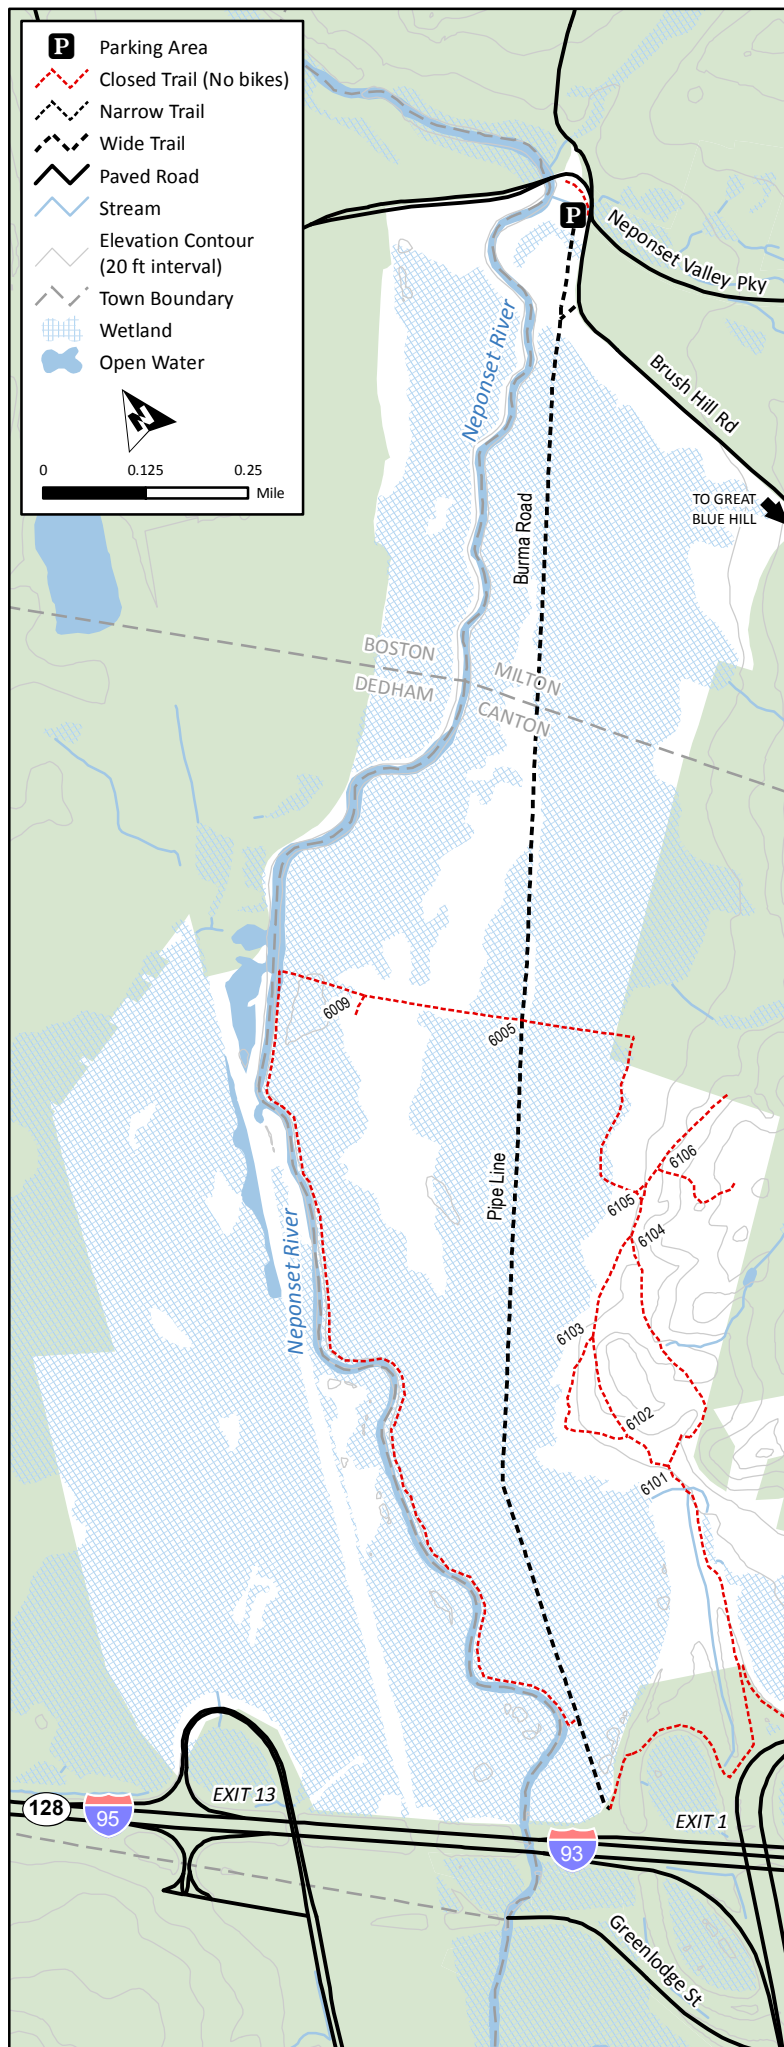 P
Parking Area
Closed Trail (No bikes)
Narrow Trail
Wide Trail
Paved Road
Stream
Elevation Contour
(20 ft interval)
Town Boundary
Wetland
Open Water
N
0 0.125 0.25
Mile
P
Neponset Valley Pky
Neponset River
Brush Hill Rd
TO GREAT
BLUE HILL
Burma Road
BOSTON
MILTON
DEDHAM
CANTON
6009
6005
Pipe Line
6106
6105
6104
Neponset River
6103
6102
6101
EXIT 13
128
95
EXIT 1
93
Greenlodge St